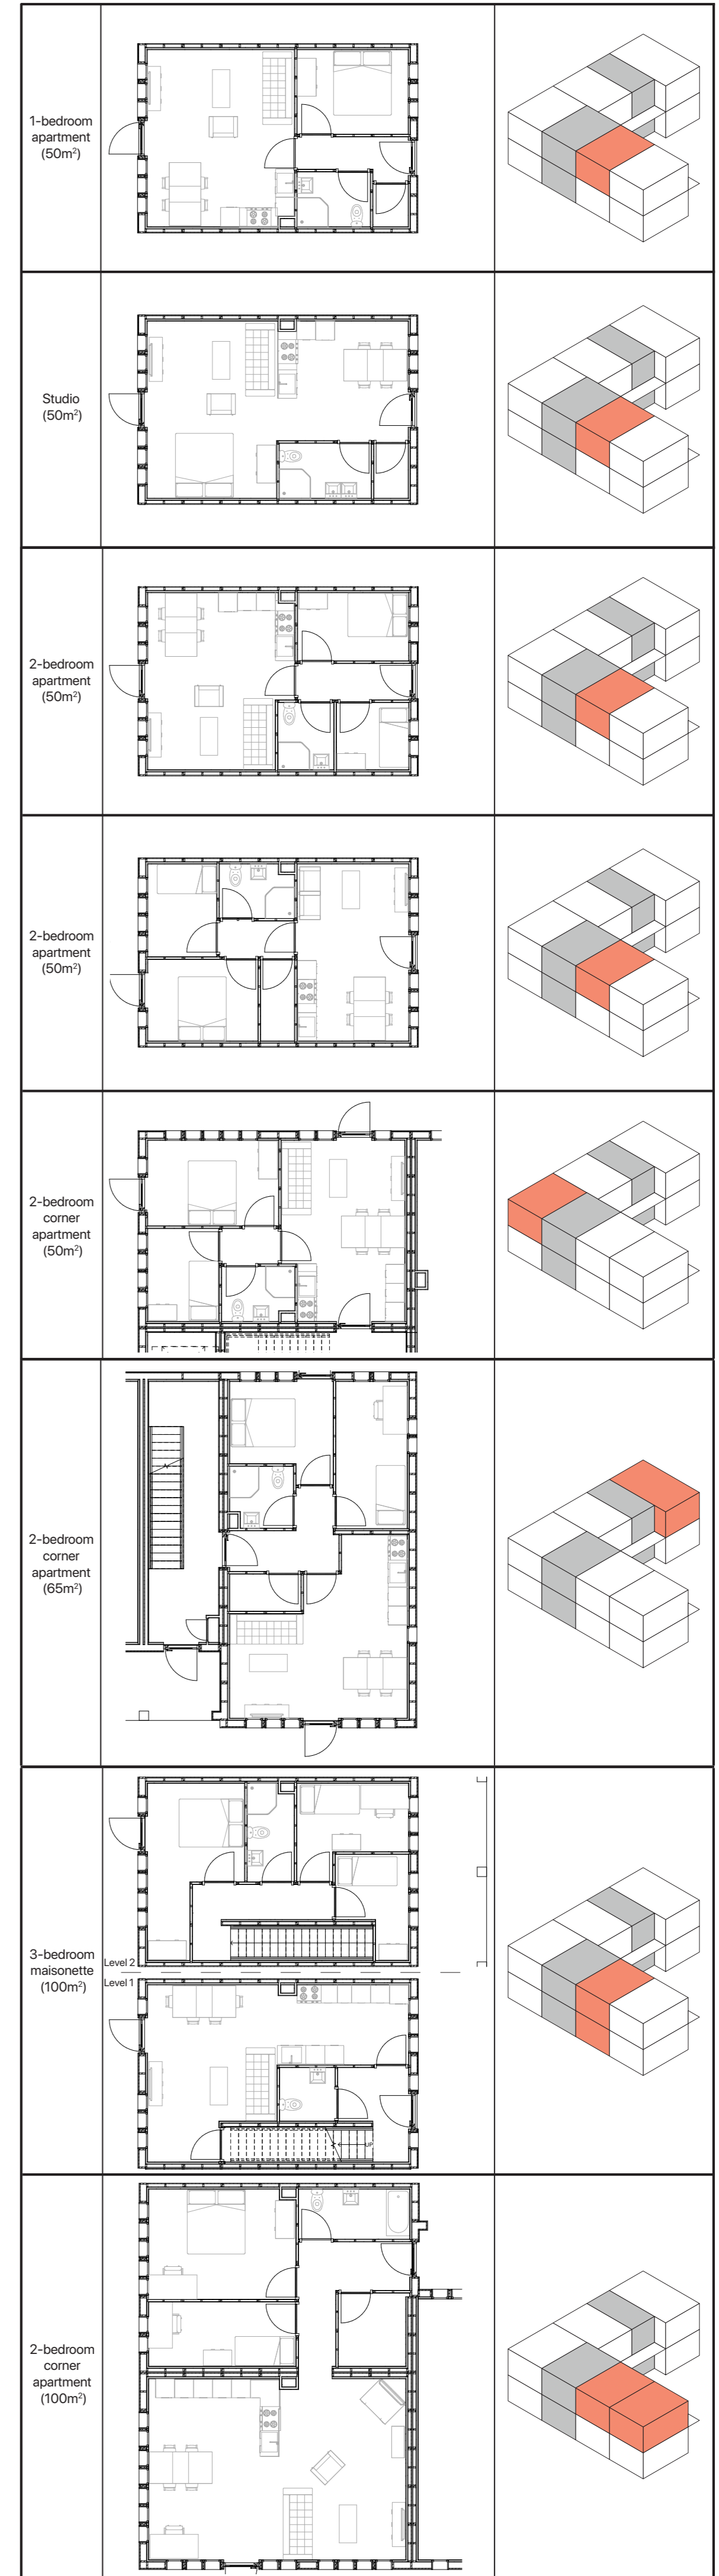 1-bedroom
apartment
(50m²)
Studio
(50m²)
2-bedroom
apartment
(50m²)
2-bedroom
apartment
(50m²)
2-bedroom
corner
apartment
(50m²)
2-bedroom
corner
apartment
(65m²)
3-bedroom
maisonette
(100m²)
Level 2
Level 1
UP
2-bedroom
corner
apartment
(100m²)